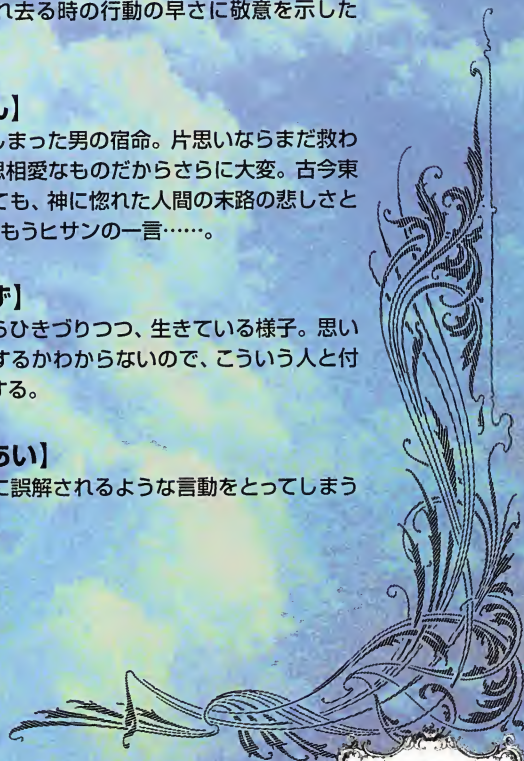 れ去る時の行動の早さに敬意を示した
ん】
しまった男の宿命。片思いならまだ救わ
思相愛なものだからさらに大変。古今東
ても、神に惚れた人間の末路の悲しさと
もうヒサンの一言……。
ず】
らひきづりつつ、生きている様子。思い
するかわからないので、こういう人と付
する。
あい】
に誤解されるような言動をとってしまう